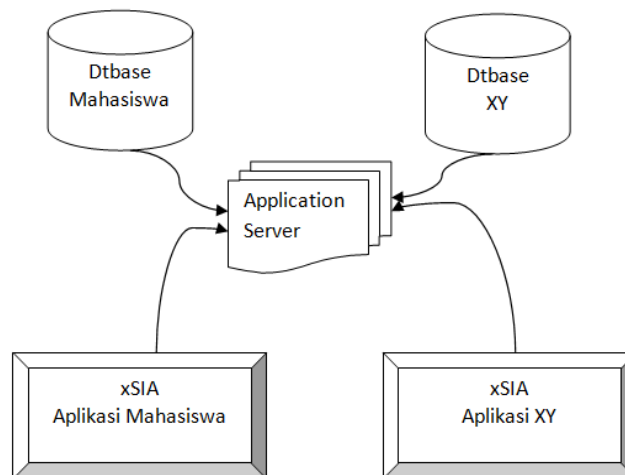 Dtbase
Mahasiswa
Dtbase
XY
Application
Server
xSIA
Aplikasi Mahasiswa
xSIA
Aplikasi XY